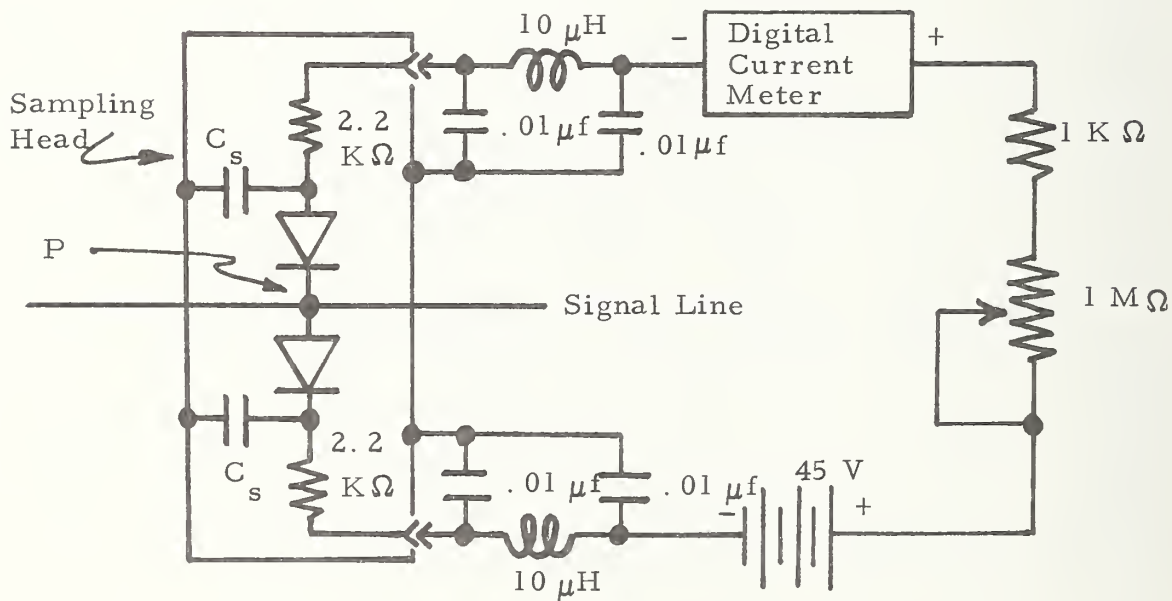 10 μH
- Digital +
Current
Meter
Sampling
Head
C s
2.2
KΩ
.01 μf
.01 μf
1 KΩ
P
Signal Line
1 MΩ
C s
2.2
KΩ
.01 μf
.01 μf
45 V
- +
10 μH